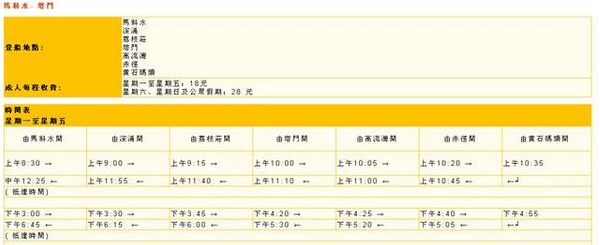 馬料水 - 塔門
登船地點:
馬料水
深涌
荔枝莊
塔門
高流灣
赤徑
黃石碼頭
成人每程收費:
星期一至星期五：18元
星期六、星期日及公眾假期：28 元
時間表
星期一至星期五
由馬料水開 由深涌開 由荔枝莊開 由塔門開 由高流灣開 由赤徑開 由黃石碼頭開
上午8:30 → 上午9:00 → 上午9:15 → 上午10:00 → 上午10:05 → 上午10:20 → 上午10:35
中午12:25 ← 上午11:55 ← 上午11:40 ← 上午11:10 ← 上午11:00 ← 上午10:45 ← ←┘
( 抵達時間)
下午3:00 → 下午3:30 → 下午3:45 → 下午4:20 → 下午4:25 → 下午4:40 → 下午4:55
下午6:45 ← 下午6:15 ← 下午6:00 ← 下午5:30 ← 下午5:20 ← 下午5:05 ← ←┘
( 抵達時間)